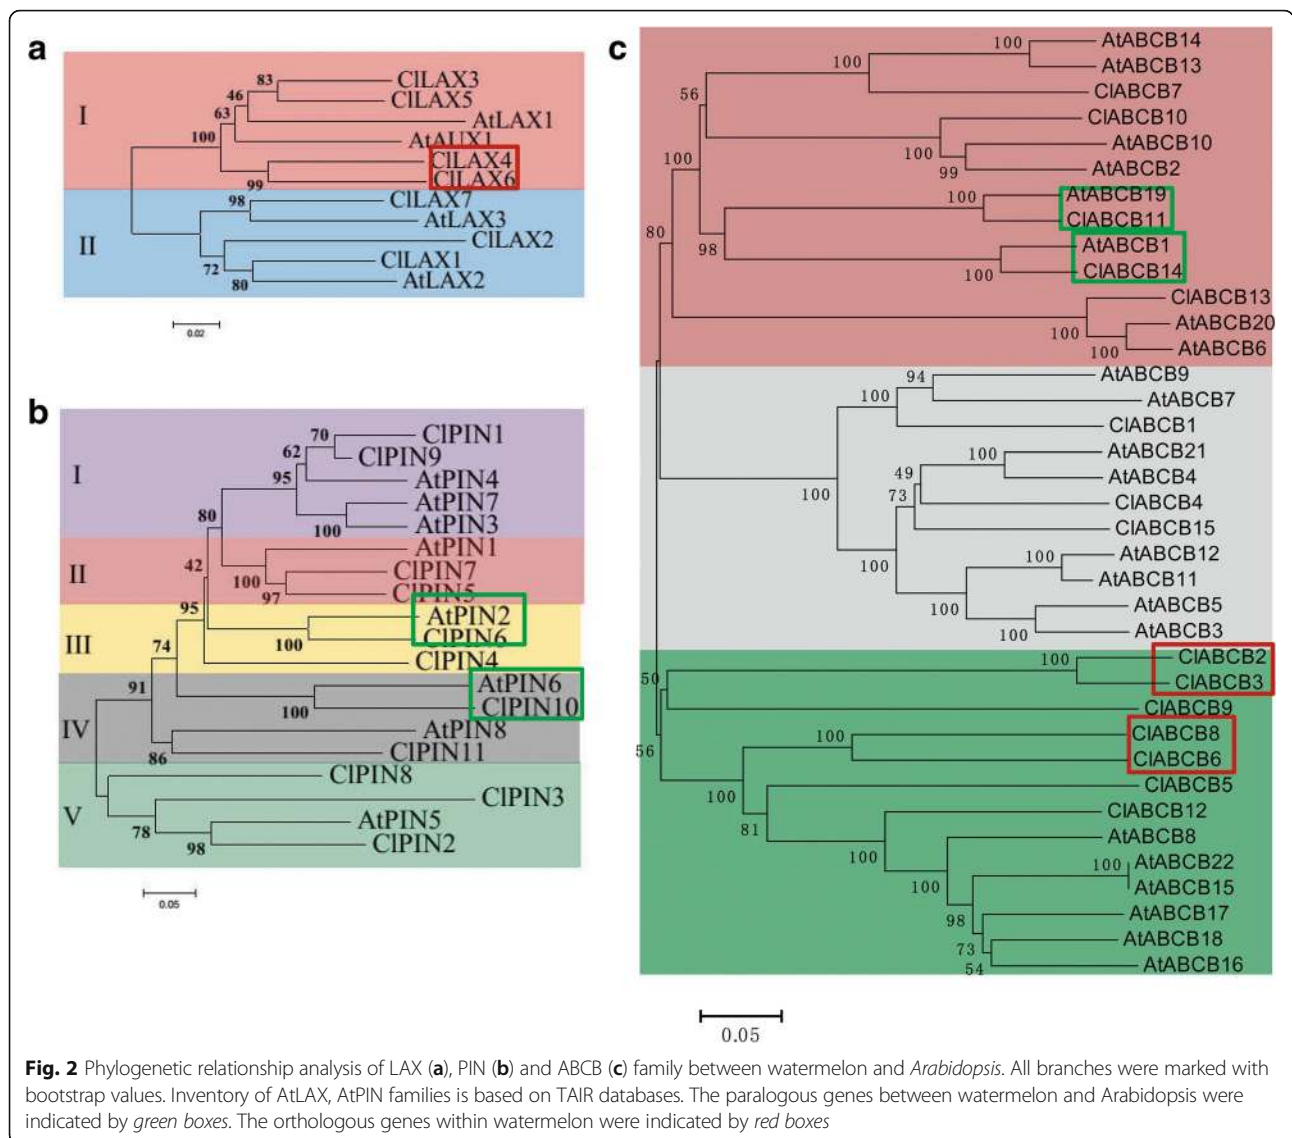 a
83
ClLAX3
46
ClLAX5
I
63
AtLAX1
100
AtAUX1
ClLAX4
99
ClLAX6
98
ClLAX7
AtLAX3
II
ClLAX2
72
ClLAX1
80
AtLAX2
0.02
b
70
ClPIN1
62
ClPIN9
I
95
AtPIN4
AtPIN7
80
100
AtPIN3
AtPIN1
42
II
100
ClPIN7
97
ClPIN5
95
AtPIN2
III
74
100
ClPIN6
ClPIN4
91
AtPIN6
100
ClPIN10
IV
AtPIN8
86
ClPIN11
ClPIN8
ClPIN3
V
78
AtPIN5
98
ClPIN2
0.05
c
100
AtABCB14
100
AtABCB13
56
ClABCB7
ClABCB10
100
AtABCB10
100
99
AtABCB2
100
AtABCB19
ClABCB11
80
98
AtABCB1
100
ClABCB14
ClABCB13
100
AtABCB20
100
AtABCB6
94
AtABCB9
100
AtABCB7
ClABCB1
100
AtABCB21
49
AtABCB4
100
73
ClABCB4
ClABCB15
100
100
AtABCB12
AtABCB11
100
AtABCB5
100
AtABCB3
100
ClABCB2
50
ClABCB3
ClABCB9
56
100
ClABCB8
ClABCB6
100
ClABCB5
81
ClABCB12
100
AtABCB8
100
100
AtABCB22
AtABCB15
98
AtABCB17
73
AtABCB18
54
AtABCB16
0.05
Fig. 2 Phylogenetic relationship analysis of LAX (a), PIN (b) and ABCB (c) family between watermelon and Arabidopsis. All branches were marked with
bootstrap values. Inventory of AtLAX, AtPIN families is based on TAIR databases. The paralogous genes between watermelon and Arabidopsis were
indicated by green boxes. The orthologous genes within watermelon were indicated by red boxes